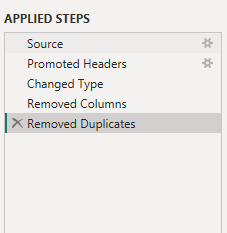 APPLIED STEPS
Source
Promoted Headers
Changed Type
Removed Columns
Removed Duplicates